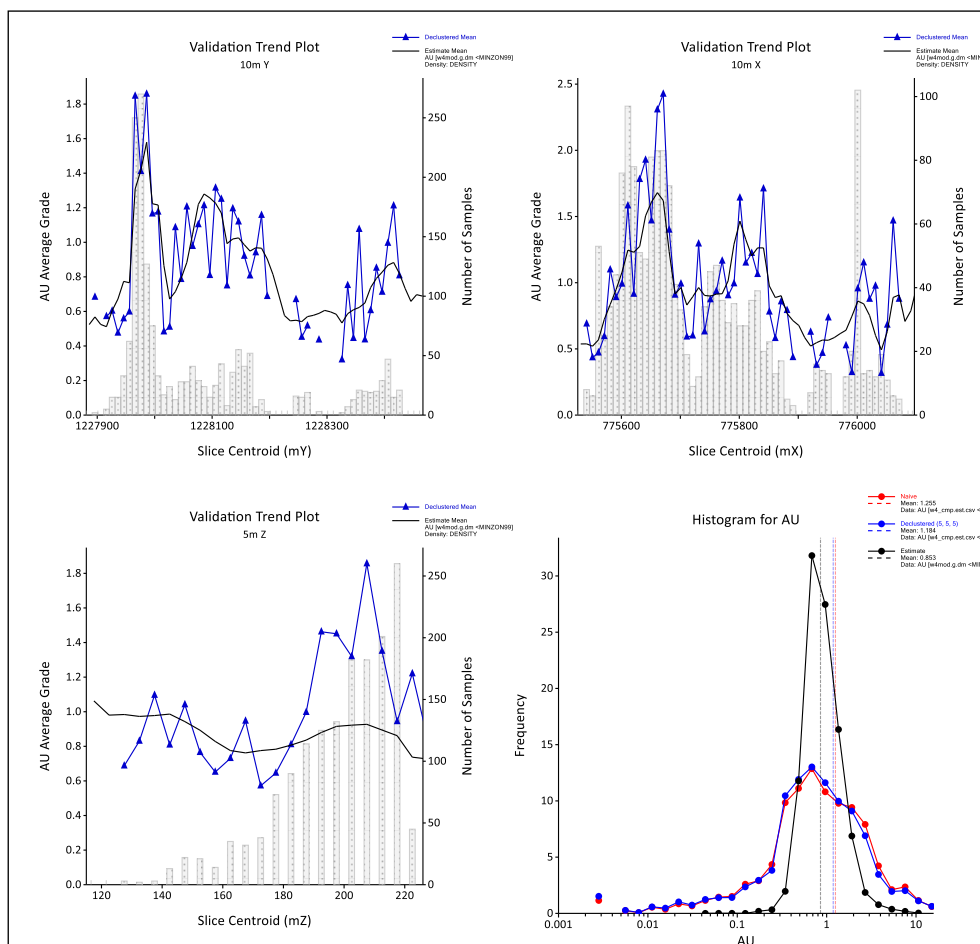 Validation Trend Plot
10m Y
Declustered Mean
Estimate Mean
AU [w4mod.g.dm <MINZON99]
Density: DENSITY
AU Average Grade
1.8
1.6
1.4
1.2
1.0
0.8
0.6
0.4
0.2
0.0
250
200
150
100
50
0
Number of Samples
1227900
1228100
1228300
Slice Centroid (mY)
Validation Trend Plot
10m X
Declustered Mean
Estimate Mean
AU [w4mod.g.dm <MIN
Density: DENSITY
AU Average Grade
2.5
2.0
1.5
1.0
0.5
0.0
100
80
60
40
20
0
Number of Samples
775600
775800
776000
Slice Centroid (mX)
Validation Trend Plot
5m Z
Declustered Mean
Estimate Mean
AU [w4mod.g.dm <MINZON99]
Density: DENSITY
AU Average Grade
1.8
1.6
1.4
1.2
1.0
0.8
0.6
0.4
0.2
0.0
250
200
150
100
50
0
Number of Samples
120
140
160
180
200
220
Slice Centroid (mZ)
Histogram for AU
Naive
Mean: 1.255
Data: AU [w4_cmp.est.csv <
Declustered (5, 5, 5)
Mean: 1.184
Data: AU [w4_cmp.est.csv <
Estimate
Mean: 0.853
Data: AU [w4mod.g.dm <MI
Frequency
30
25
20
15
10
5
0
0.001
0.01
0.1
1
10
AU